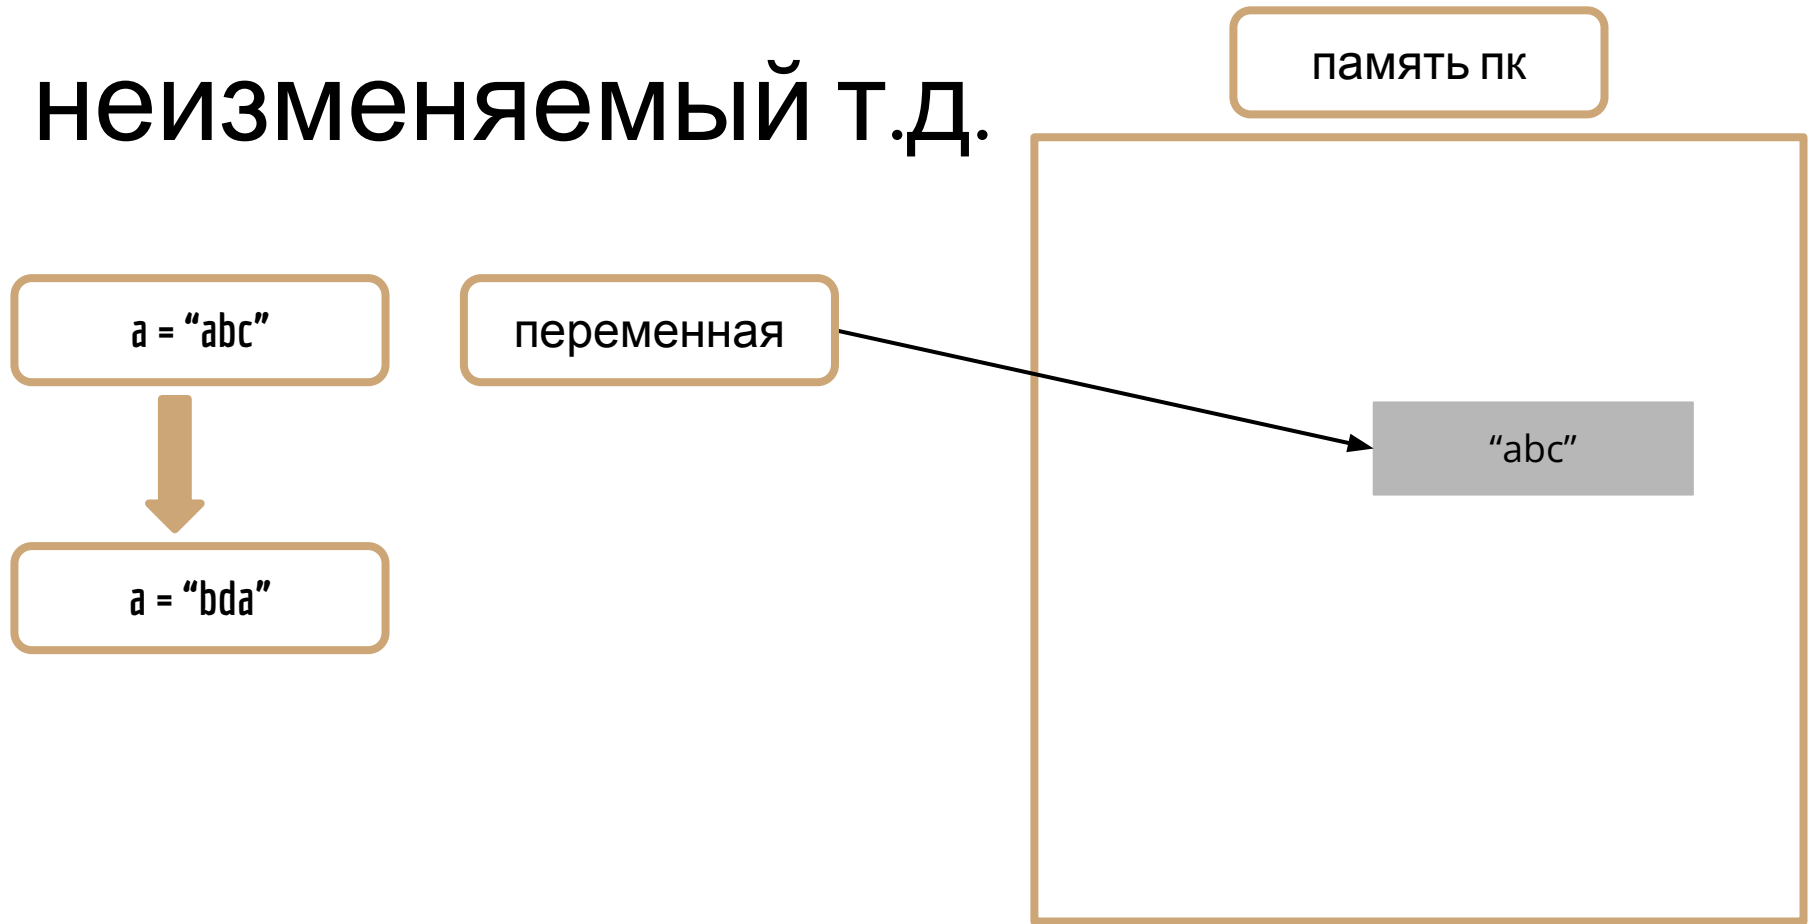 неизменяемый т.д.
память пк
a = “abc”
переменная
“abc”
a = “bda”